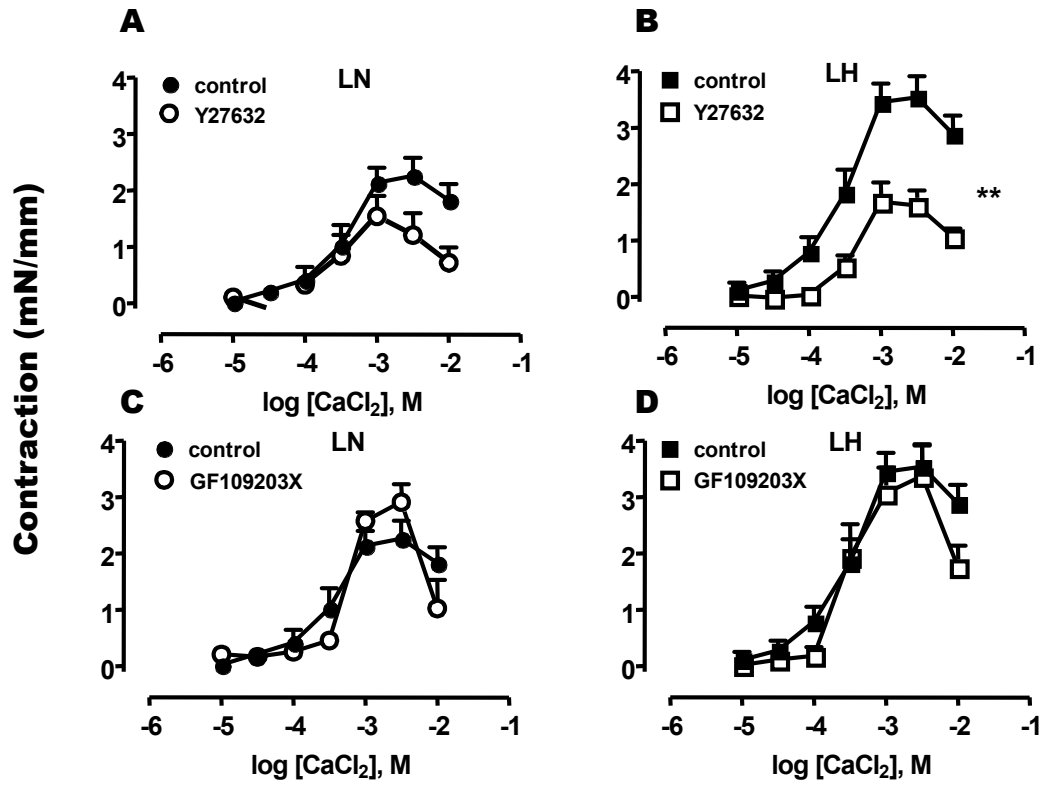 A
B
4
control
Y27632
LN
3
2
1
0
-6 -5 -4 -3 -2 -1
log [CaCl₂], M
4
control
Y27632
LH
3
2
**
1
0
-6 -5 -4 -3 -2 -1
log [CaCl₂], M
Contraction (mN/mm)
C
D
4
control
GF109203X
LN
3
2
1
0
-6 -5 -4 -3 -2 -1
log [CaCl₂], M
4
control
GF109203X
LH
3
2
1
0
-6 -5 -4 -3 -2 -1
log [CaCl₂], M